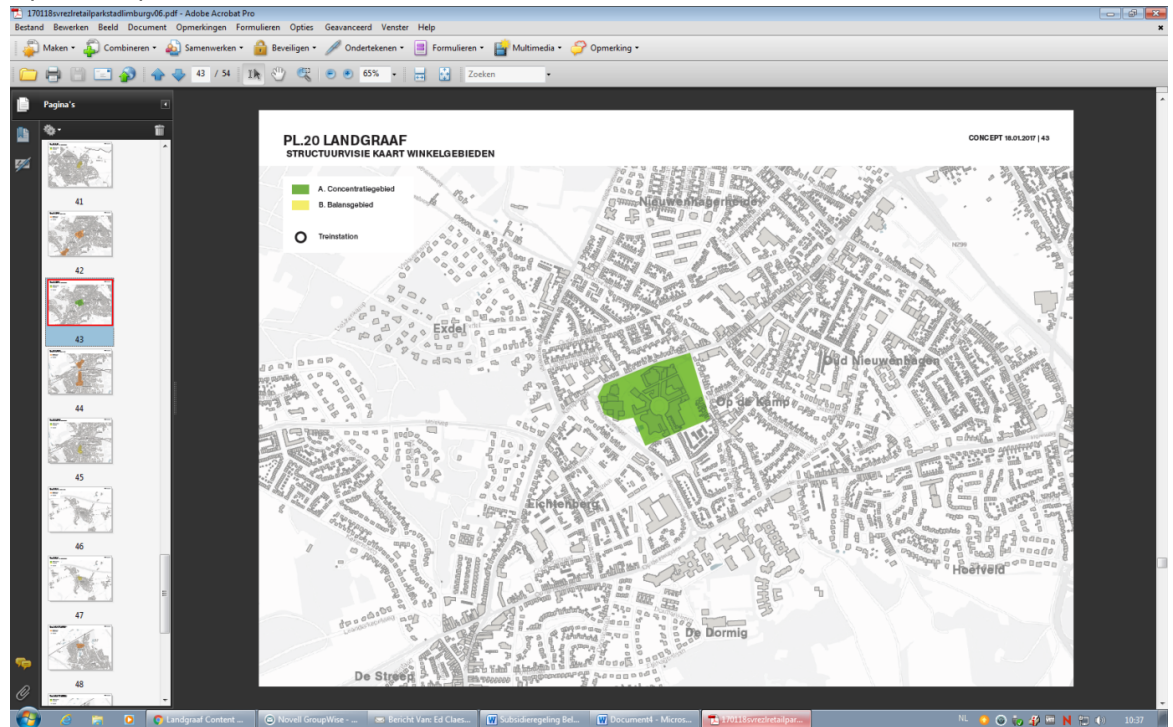 170118svrezlretailparkstadlimburgv06.pdf - Adobe Acrobat Pro
Bestand Bewerken Beeld Document Opmerkingen Formulieren Opties Geavanceerd Venster Help
Maken Combineren Samenwerken Beveiligen Ondertekenen Formulieren Multimedia Opmerking
43 / 54 65% Zoeken
Pagina's
41
42
43
44
45
46
47
48
PL.20 LANDGRAAF
STRUCTUURVISIE KAART WINKELGEBIEDEN
CONCEPT 18.01.2017 | 43
A. Concentratiegebied
B. Balansgebied
Treinstation
Nieuwenhagerheide
N299
Exdel
Oud Nieuwenhagen
Op de Kamp
Eichtenberg
Hoefveld
De Dormig
De Streep
Landgraaf Content ...
Novell GroupWise - ...
Bericht Van: Ed Claes...
Subsidieregeling Bel...
Document4 - Micros...
170118svrezlretailpar...
NL
10:37